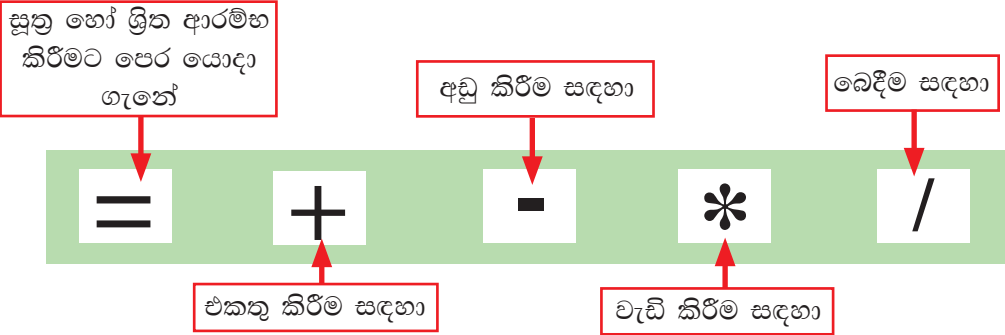 සූත්‍ර හෝ ශ්‍රිත ආරම්භ
කිරීමට පෙර යොදා
ගැනේ
අඩු කිරීම සඳහා
බෙදීම සඳහා
= + - * /
එකතු කිරීම සඳහා
වැඩි කිරීම සඳහා